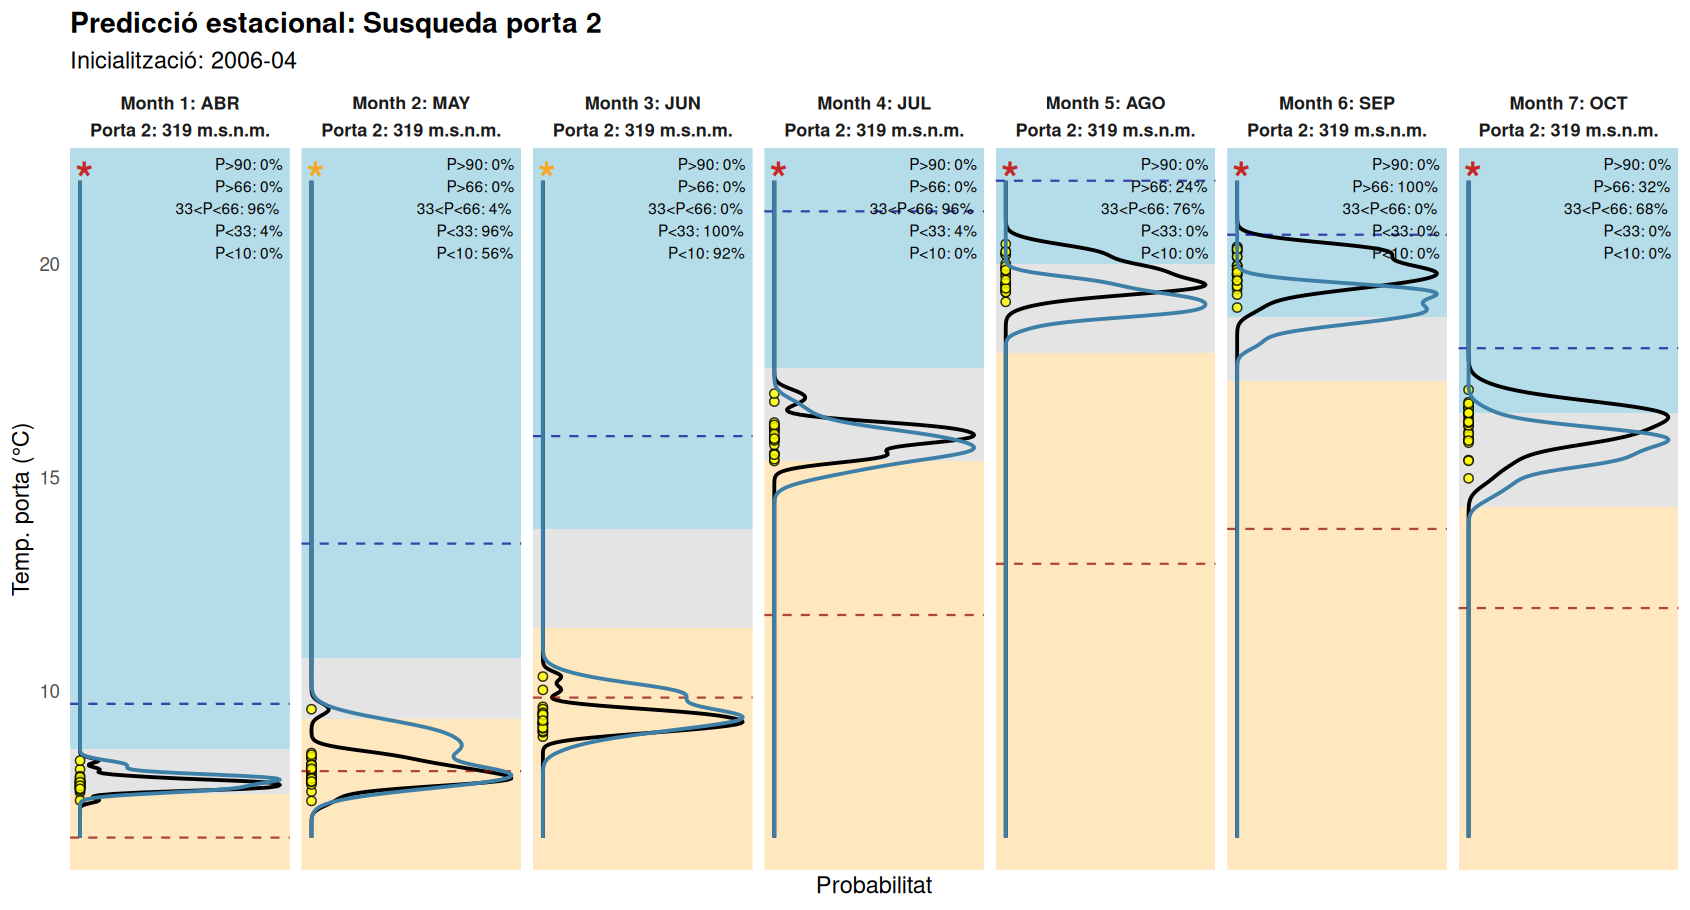 Predicció estacional: Susqueda porta 2
Inicialització: 2006-04
Month 1: ABR
Porta 2: 319 m.s.n.m.
Month 2: MAY
Porta 2: 319 m.s.n.m.
Month 3: JUN
Porta 2: 319 m.s.n.m.
Month 4: JUL
Porta 2: 319 m.s.n.m.
Month 5: AGO
Porta 2: 319 m.s.n.m.
Month 6: SEP
Porta 2: 319 m.s.n.m.
Month 7: OCT
Porta 2: 319 m.s.n.m.
*
P>90: 0%
P>66: 0%
33<P<66: 96%
P<33: 4%
P<10: 0%
*
P>90: 0%
P>66: 0%
33<P<66: 4%
P<33: 96%
P<10: 56%
*
P>90: 0%
P>66: 0%
33<P<66: 0%
P<33: 100%
P<10: 92%
*
P>90: 0%
P>66: 0%
33<P<66: 96%
P<33: 4%
P<10: 0%
*
P>90: 0%
P>66: 24%
33<P<66: 76%
P<33: 0%
P<10: 0%
*
P>90: 0%
P>66: 100%
33<P<66: 0%
P<33: 0%
P<10: 0%
*
P>90: 0%
P>66: 32%
33<P<66: 68%
P<33: 0%
P<10: 0%
20
15
10
Temp. porta (°C)
Probabilitat